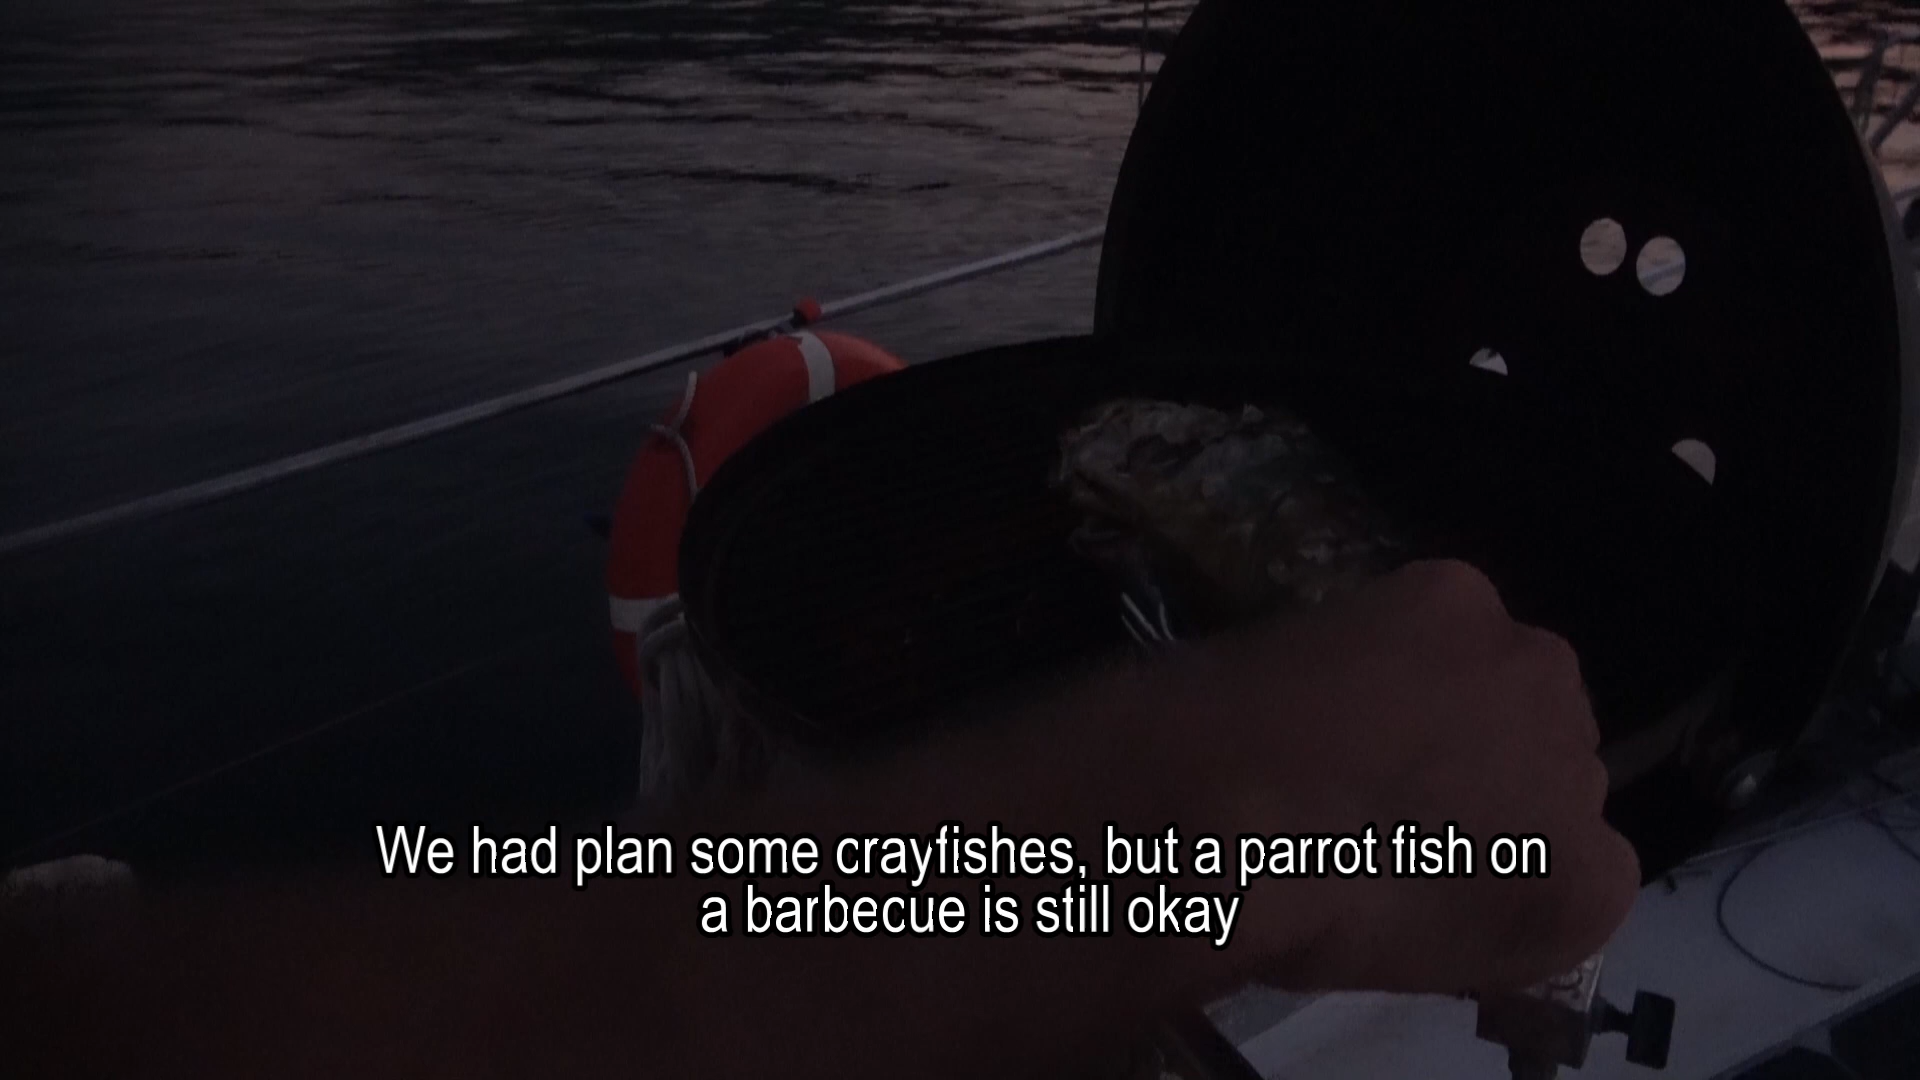 We had plan some crayfishes, but a parrot fish on
a barbecue is still okay